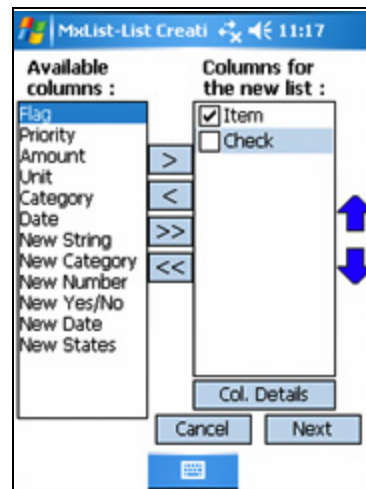 MxList-List Creati 11:17
Available columns :
Columns for the new list :
Flag
Priority
Amount
Unit
Category
Date
New String
New Category
New Number
New Yes/No
New Date
New States
>
<
>>
<<
Item
Check
Col. Details
Cancel
Next